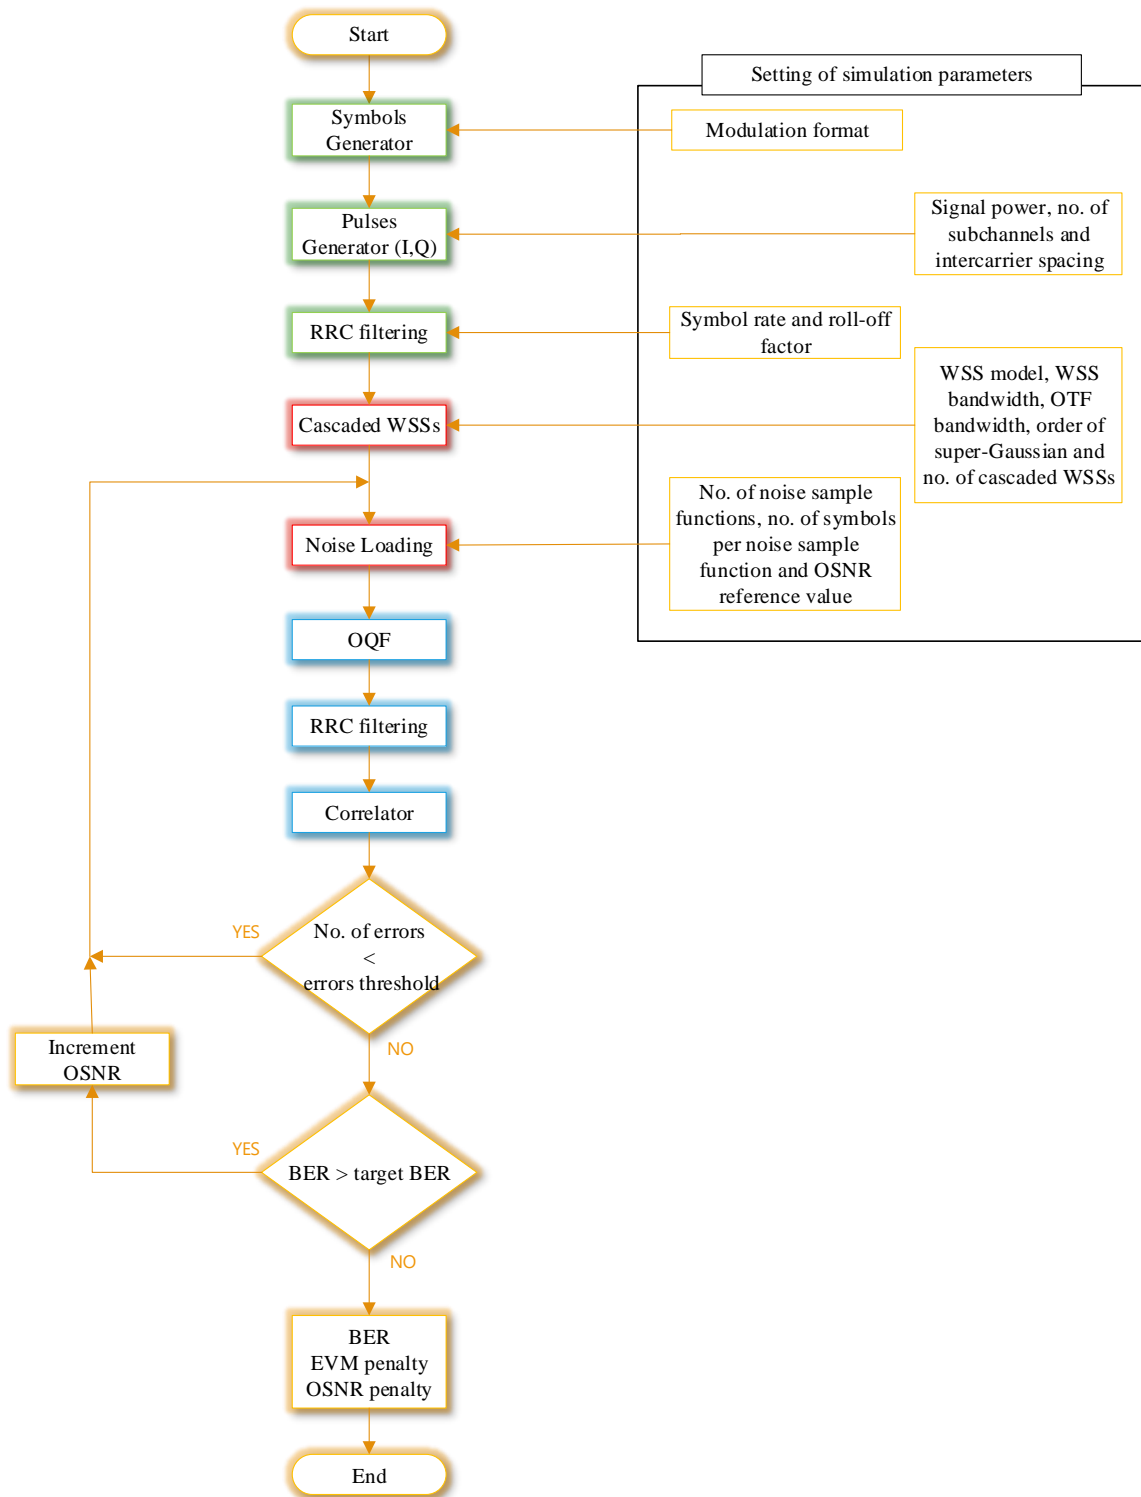 Start
Setting of simulation parameters
Symbols
Generator
Modulation format
Pulses
Generator (I,Q)
Signal power, no. of
subchannels and
intercarrier spacing
RRC filtering
Symbol rate and roll-off
factor
Cascaded WSSs
WSS model, WSS
bandwidth, OTF
bandwidth, order of
super-Gaussian and
no. of cascaded WSSs
Noise Loading
No. of noise sample
functions, no. of symbols
per noise sample
function and OSNR
reference value
OQF
RRC filtering
Correlator
No. of errors
<
errors threshold
YES
NO
Increment
OSNR
BER > target BER
YES
NO
BER
EVM penalty
OSNR penalty
End